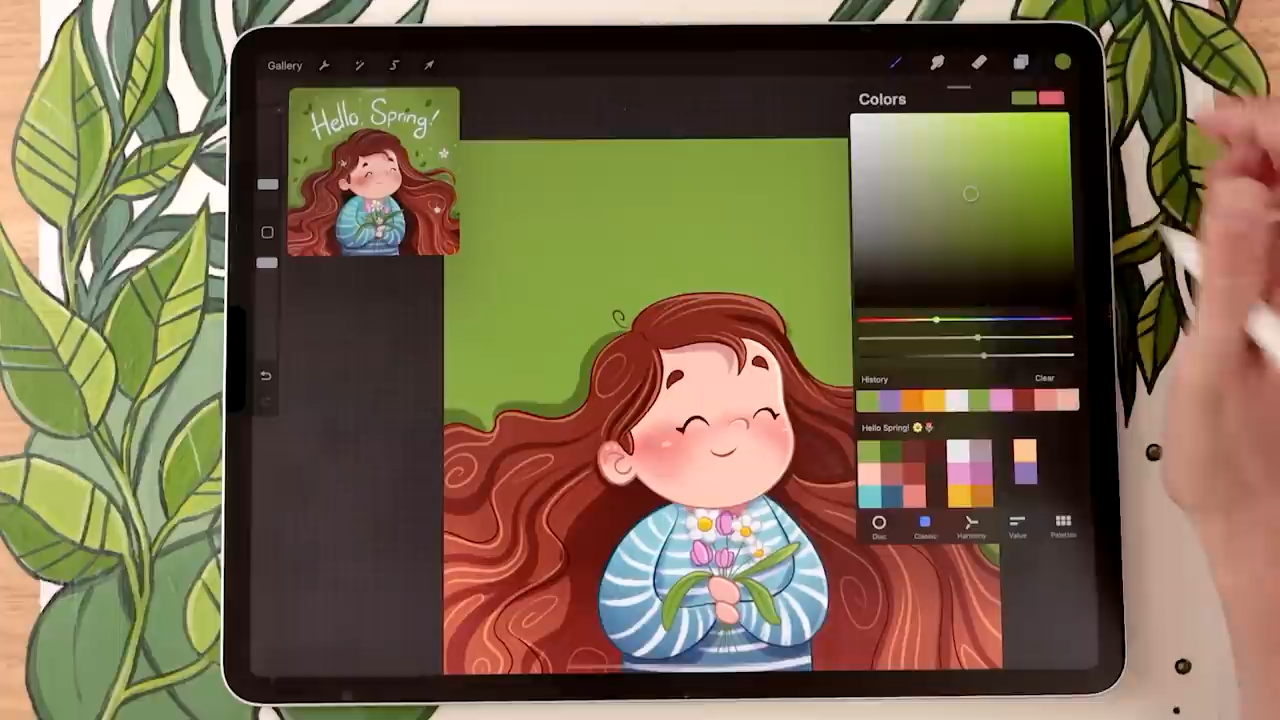 Gallery
Hello, Spring!
Colors
History
Clear
Hello Spring!
Disc
Classic
Harmony
Value
Palettes